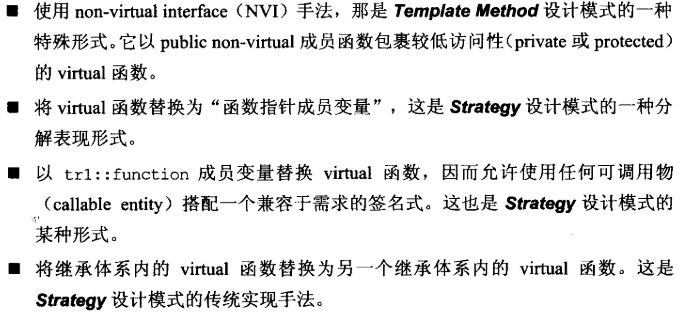 ■ 使用 non-virtual interface（NVI）手法，那是 Template Method 设计模式的一种
特殊形式。它以 public non-virtual 成员函数包裹较低访问性（private 或 protected）
的 virtual 函数。
■ 将 virtual 函数替换为“函数指针成员变量”，这是 Strategy 设计模式的一种分
解表现形式。
■ 以 tr1::function 成员变量替换 virtual 函数，因而允许使用任何可调用物
（callable entity）搭配一个兼容于需求的签名式。这也是 Strategy 设计模式的
某种形式。
■ 将继承体系内的 virtual 函数替换为另一个继承体系内的 virtual 函数。这是
Strategy 设计模式的传统实现手法。